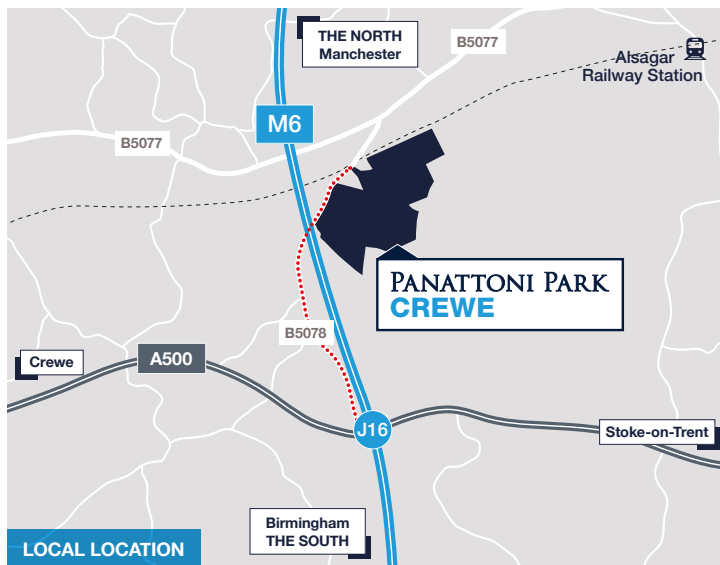 THE NORTH
Manchester
B5077
Alsagar
Railway Station
M6
B5077
PANATTONI PARK
CREWE
B5078
Crewe
A500
J16
Stoke-on-Trent
Birmingham
THE SOUTH
LOCAL LOCATION